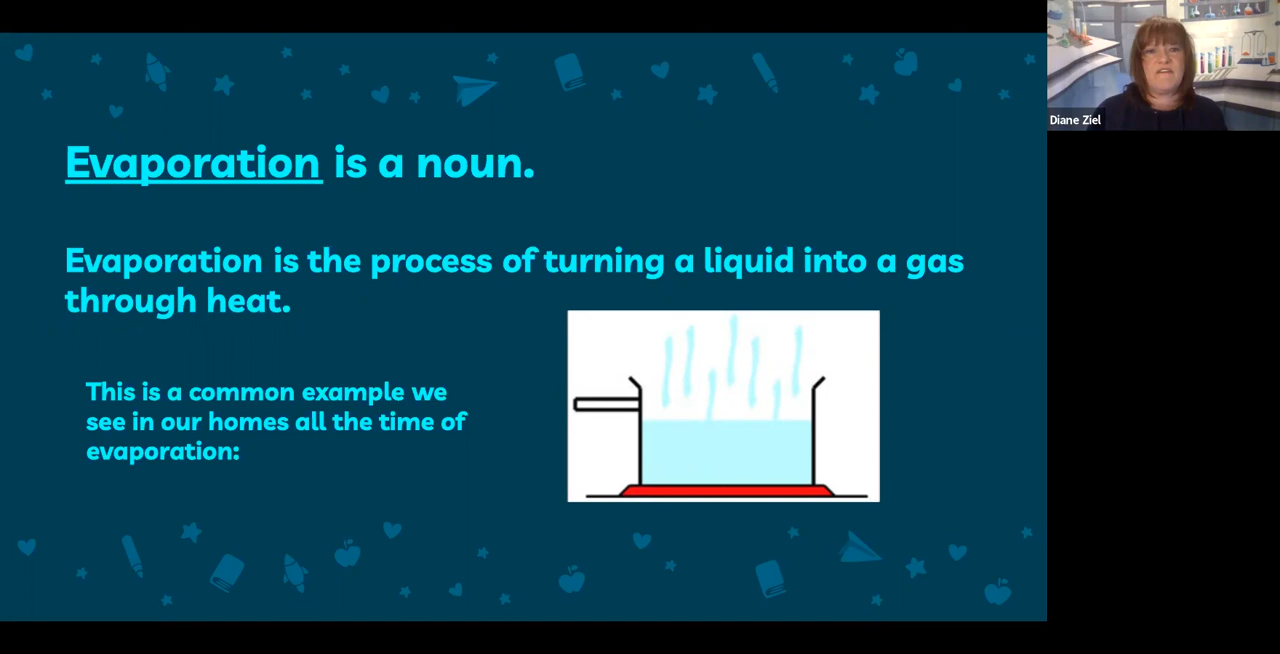 Evaporation is a noun.
Evaporation is the process of turning a liquid into a gas
through heat.
This is a common example we
see in our homes all the time of
evaporation:
Diane Ziel